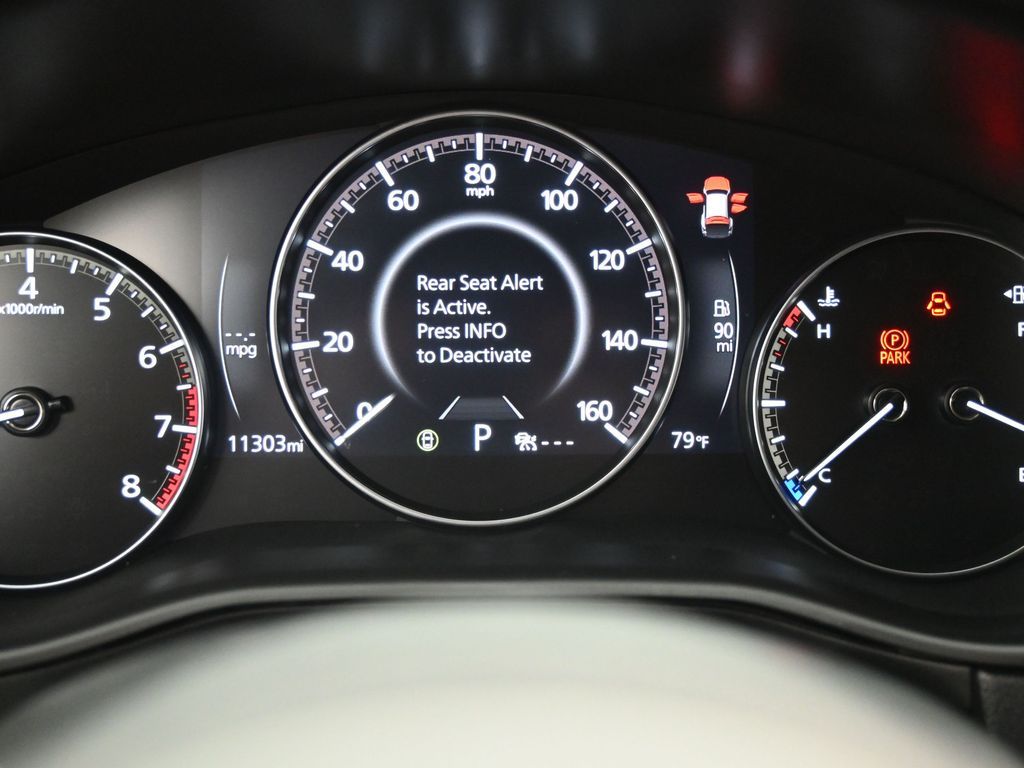 4
x1000r/min
5
6
7
8
--.-
mpg
11303mi
0
20
40
60
80
mph
100
120
140
160
Rear Seat Alert
is Active.
Press INFO
to Deactivate
P
---
90
mi
79°F
H
C
P
PARK
F
E